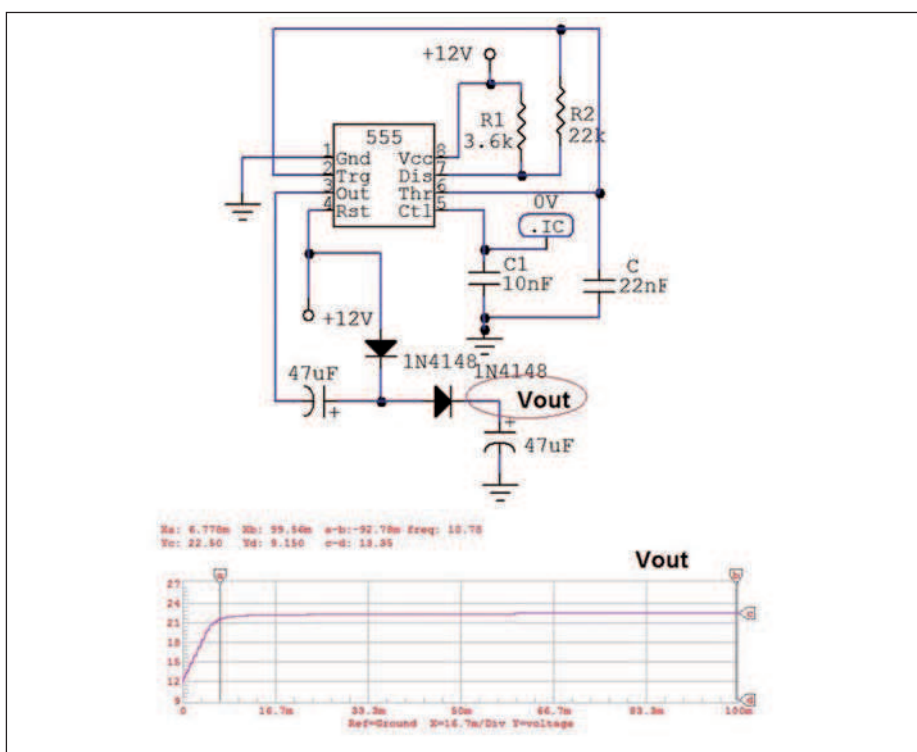 +12V
555
R1
3.6k
R2
22k
1
Gnd
Vcc
8
2
Trg
Dis
7
3
Out
Thr
6
4
Rst
Ctl
5
0V
.IC
C1
10nF
C
22nF
+12V
1N4148
1N4148
47uF
+
Vout
+
47uF
Xa: 6.778m Xb: 99.56m a-b:-92.78m freq: 10.78
Yc: 22.50 Yd: 9.150 c-d: 13.35
Vout
a
b
27
24
21
18
15
12
9
c
d
0
16.7m
33.3m
50m
66.7m
83.3m
100m
Ref=Ground X=16.7m/Div Y=voltage